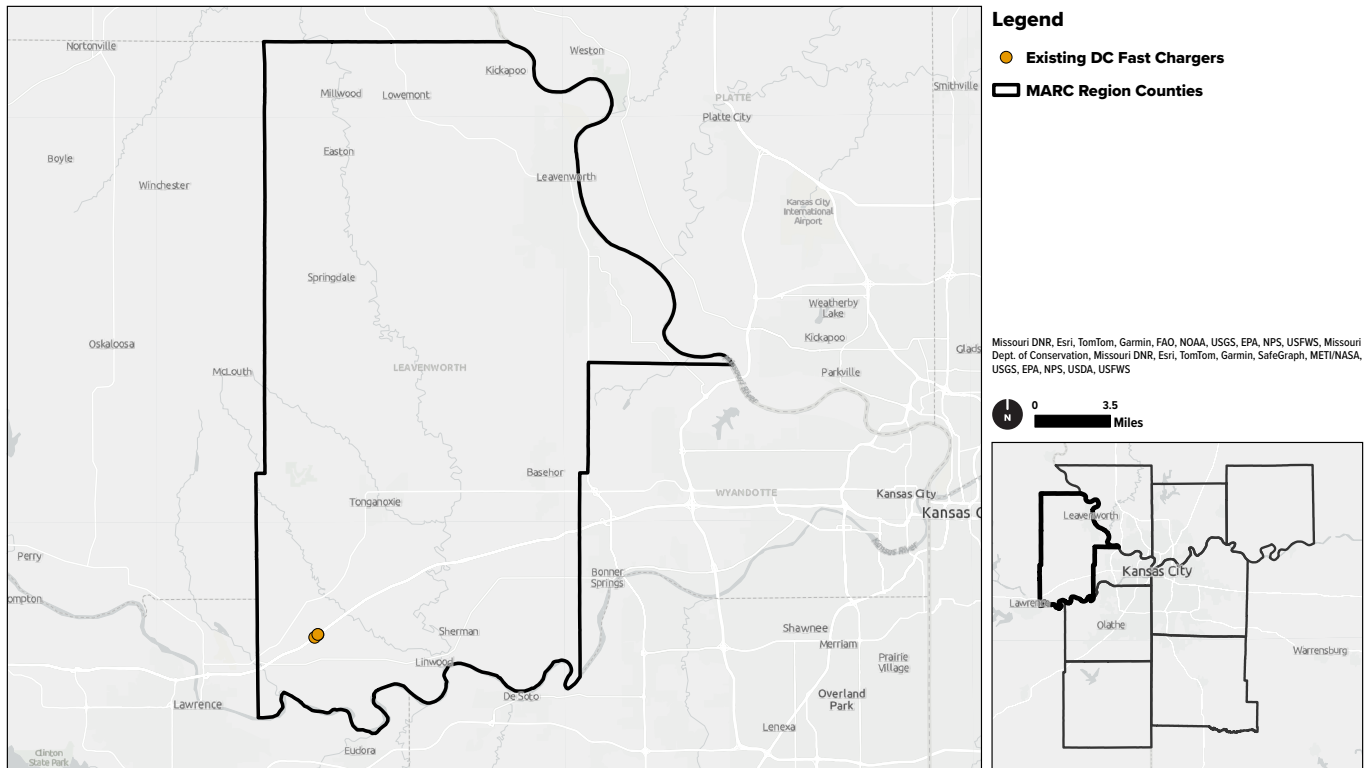 Nortonville
Weston
Kickapoo
Millwood
Lowemont
PLATTE
Platte City
Smithville
Boyle
Easton
Winchester
Leavenworth
Kansas City
International
Airport
Springdale
Weatherby
Lake
Oskaloosa
Kickapoo
Glads
McLouth
LEAVENWORTH
Parkville
River
Basehor
Tonganoxie
WYANDOTTE
Kansas City
Kansas C
Kansas River
Perry
Bonner
Springs
ompton
Sherman
Shawnee
Merriam
Linwood
Prairie
Village
Lawrence
De Soto
Overland
Park
Lenexa
Eudora
Clinton
State Park
Legend
Existing DC Fast Chargers
MARC Region Counties
Missouri DNR, Esri, TomTom, Garmin, FAO, NOAA, USGS, EPA, NPS, USFWS, Missouri
Dept. of Conservation, Missouri DNR, Esri, TomTom, Garmin, SafeGraph, METI/NASA,
USGS, EPA, NPS, USDA, USFWS
N
0 3.5
Miles
Leavenworth
Kansas City
Lawrence
Olathe
Warrensburg